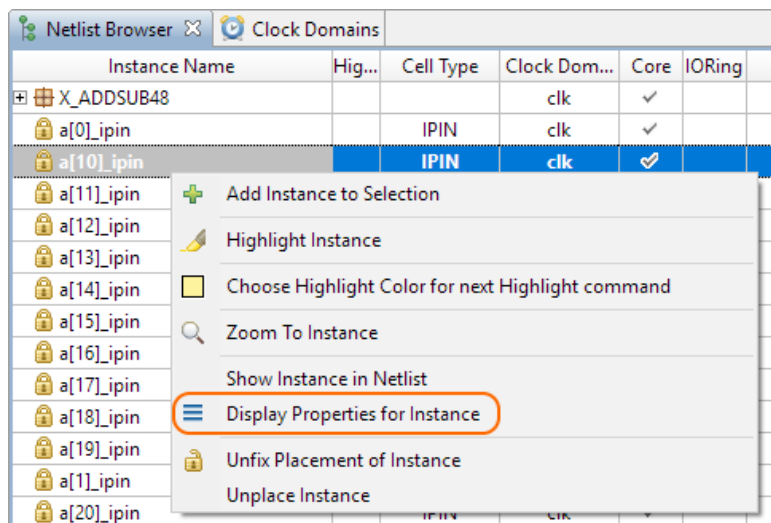 Netlist Browser
Clock Domains
Instance Name Hig... Cell Type Clock Dom... Core IORing
X_ADDSUB48 clk
a[0]_ipin IPIN clk
a[10]_ipin IPIN clk
a[11]_ipin
a[12]_ipin
a[13]_ipin
a[14]_ipin
a[15]_ipin
a[16]_ipin
a[17]_ipin
a[18]_ipin
a[19]_ipin
a[1]_ipin
a[20]_ipin IPIN clk
Add Instance to Selection
Highlight Instance
Choose Highlight Color for next Highlight command
Zoom To Instance
Show Instance in Netlist
Display Properties for Instance
Unfix Placement of Instance
Unplace Instance